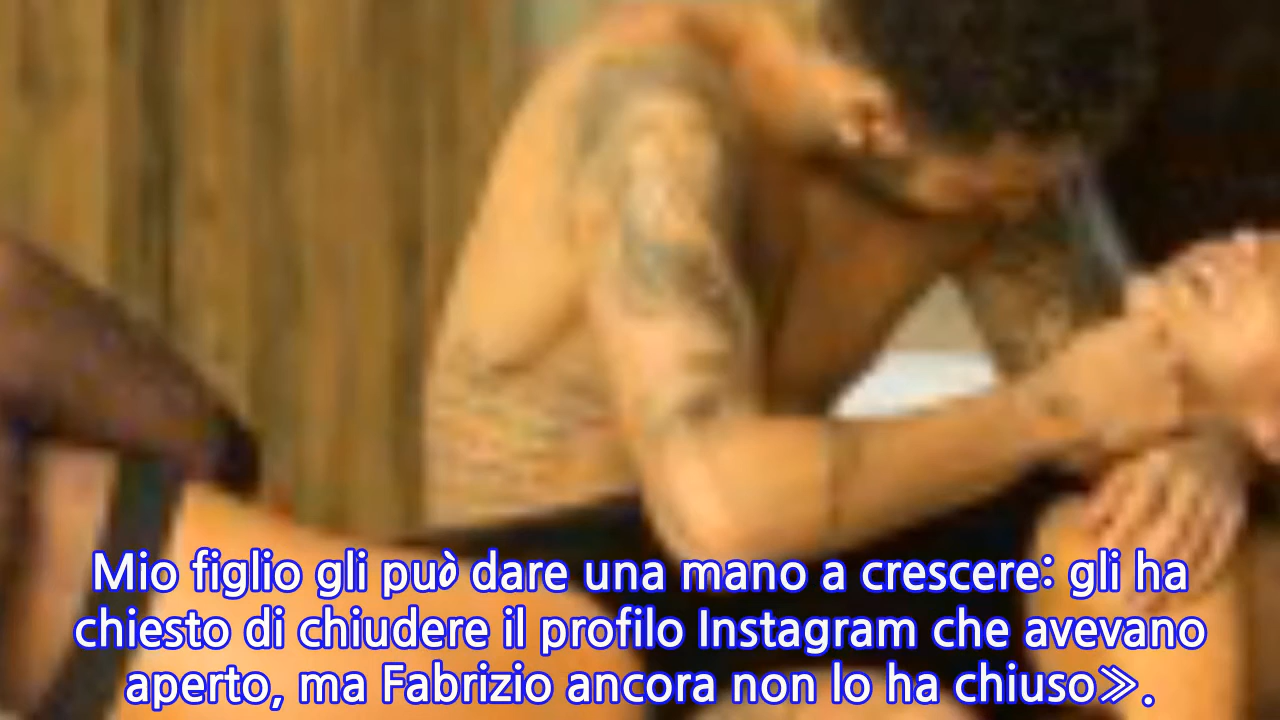 Mio figlio gli può dare una mano a crescere: gli ha
chiesto di chiudere il profilo Instagram che avevano
aperto, ma Fabrizio ancora non lo ha chiuso».